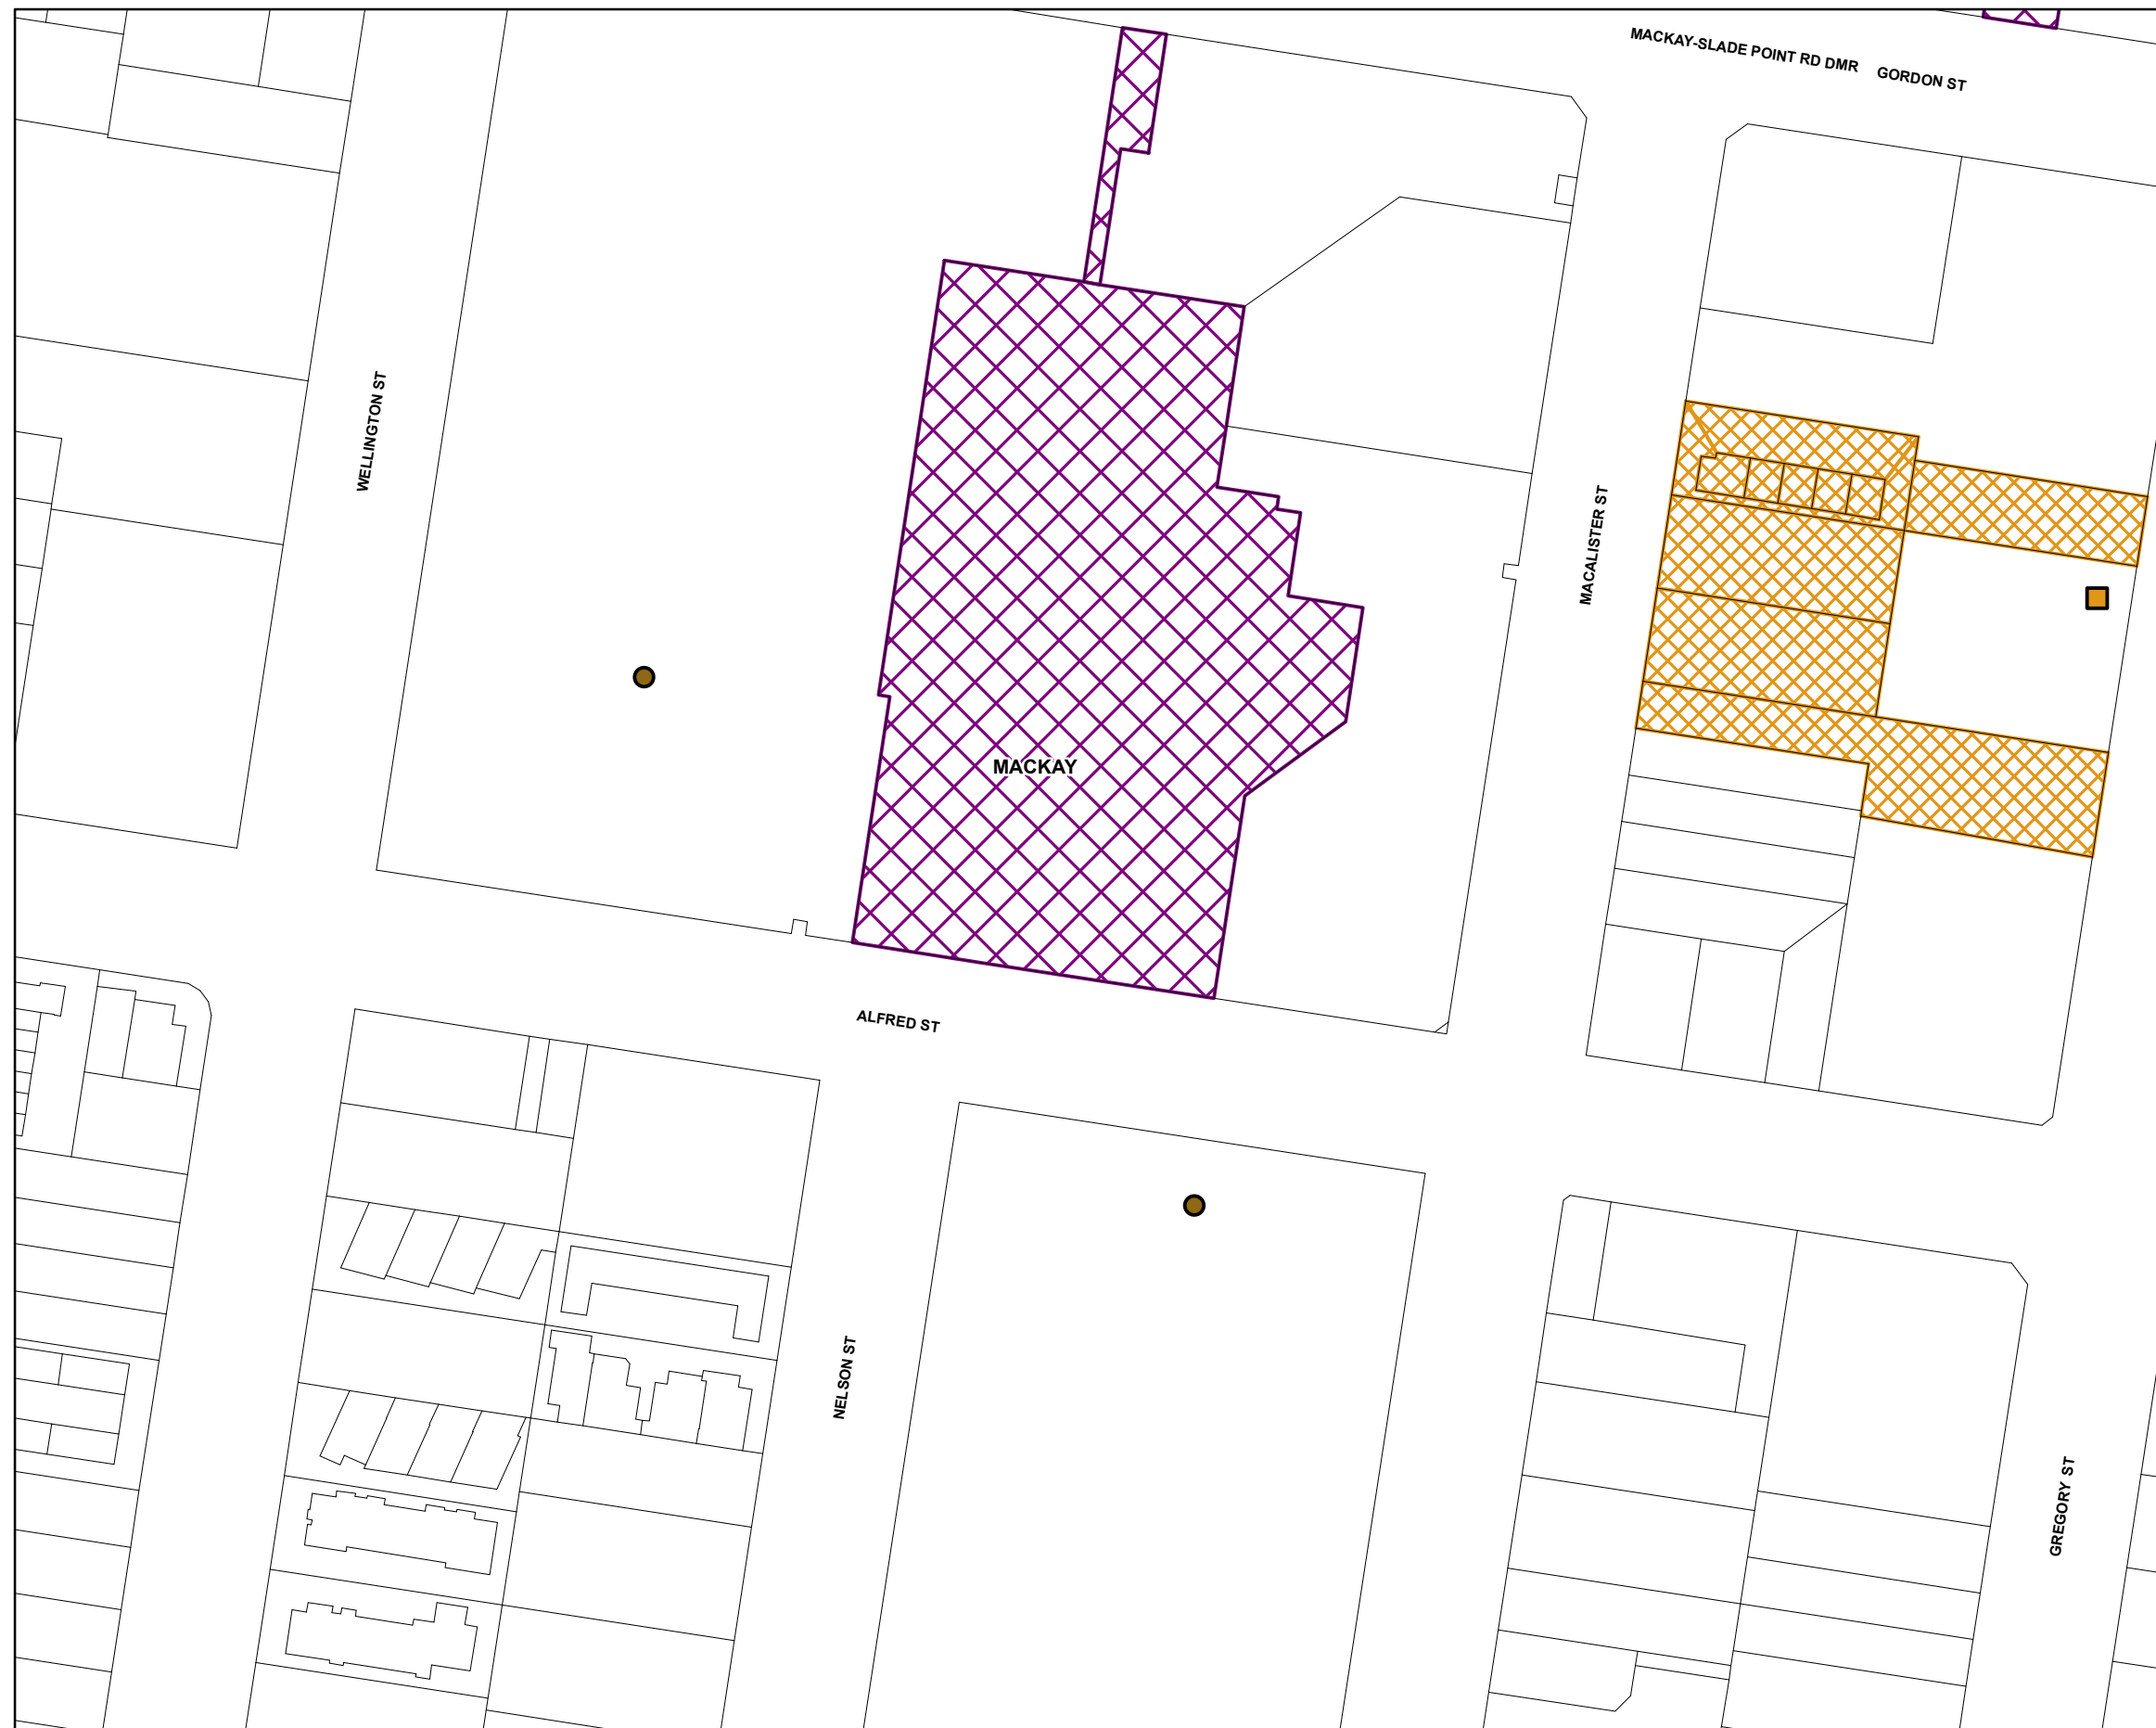 MACKAY-SLADE POINT RD DMR GORDON ST
WELLINGTON ST
MACALISTER ST
MACKAY
ALFRED ST
NELSON ST
GREGORY ST